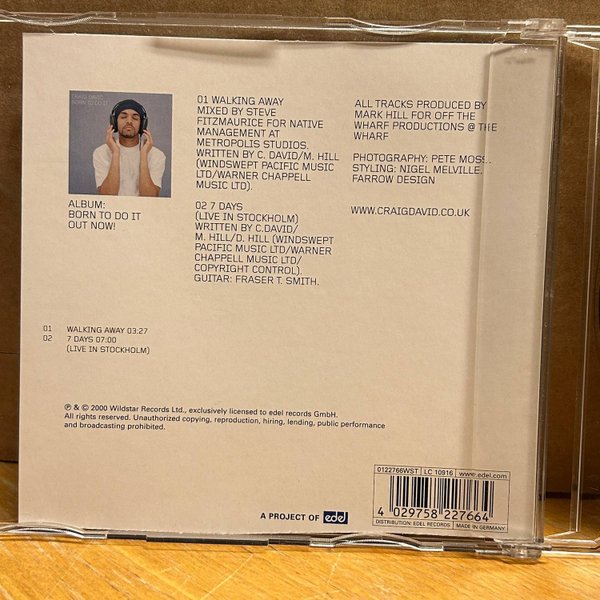 CRAIG DAVID
BORN TO DO IT
ALBUM:
BORN TO DO IT
OUT NOW!
01 WALKING AWAY
MIXED BY STEVE
FITZMAURICE FOR NATIVE
MANAGEMENT AT
METROPOLIS STUDIOS.
WRITTEN BY C. DAVID/M. HILL
(WINDSWEPT PACIFIC MUSIC
LTD/WARNER CHAPPELL
MUSIC LTD).
02 7 DAYS
(LIVE IN STOCKHOLM)
WRITTEN BY C.DAVID/
M. HILL/D. HILL (WINDSWEPT
PACIFIC MUSIC LTD/WARNER
CHAPPELL MUSIC LTD/
COPYRIGHT CONTROL).
GUITAR: FRASER T. SMITH.
ALL TRACKS PRODUCED BY
MARK HILL FOR OFF THE
WHARF PRODUCTIONS @ THE
WHARF
PHOTOGRAPHY: PETE MOSS.
STYLING: NIGEL MELVILLE.
FARROW DESIGN
WWW.CRAIGDAVID.CO.UK
01 WALKING AWAY 03:27
02 7 DAYS 07:00
(LIVE IN STOCKHOLM)
℗ & © 2000 Wildstar Records Ltd., exclusively licensed to edel records GmbH.
All rights reserved. Unauthorized copying, reproduction, hiring, lending, public performance
and broadcasting prohibited.
A PROJECT OF edel
0122766WST LC 10916 www.edel.com
4 029758 227664
DISTRIBUTION: EDEL RECORDS MADE IN GERMANY